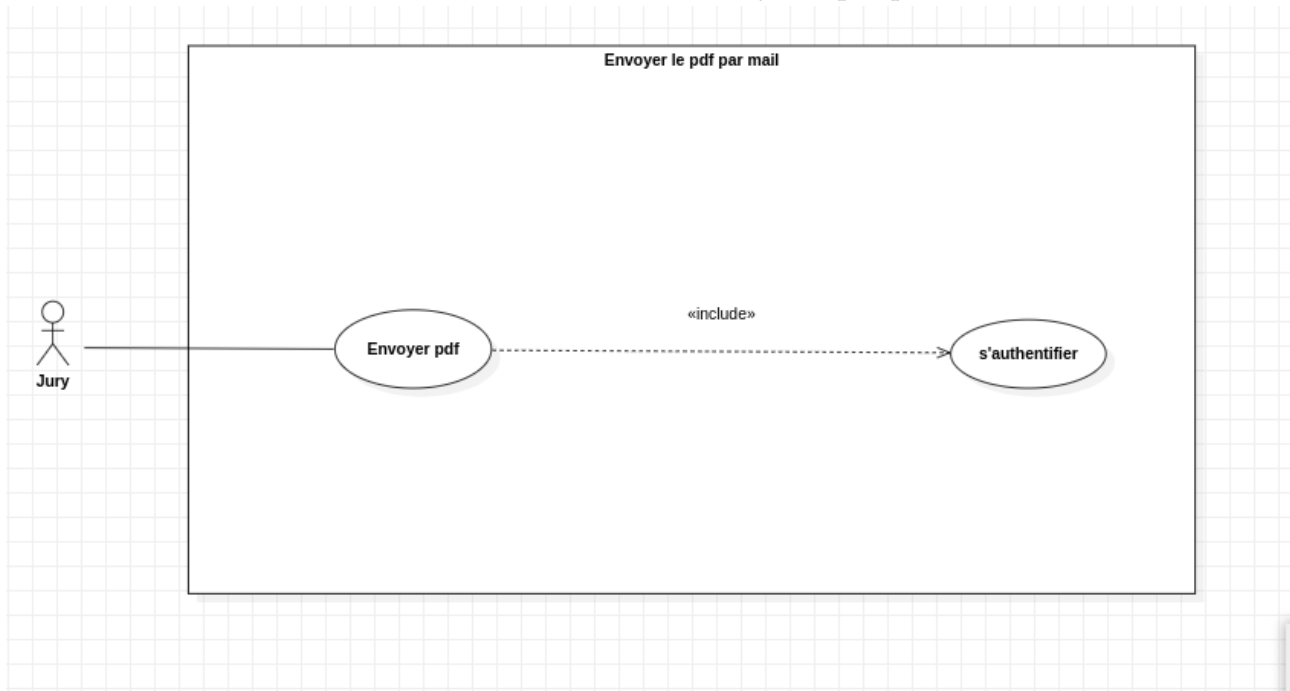 Envoyer le pdf par mail
«include»
Envoyer pdf
s'authentifier
Jury